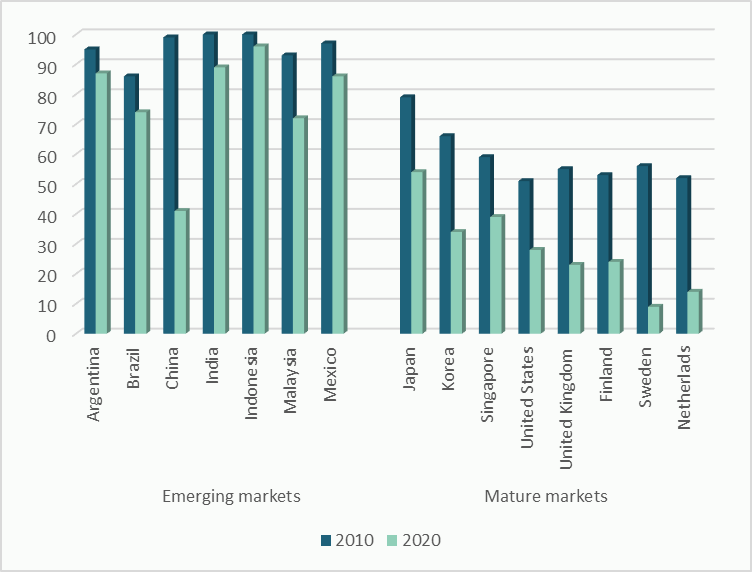 100
90
80
70
60
50
40
30
20
10
0
Argentina
Brazil
China
India
Indonesia
Malaysia
Mexico
Japan
Korea
Singapore
United States
United Kingdom
Finland
Sweden
Netherlads
Emerging markets
Mature markets
2010 2020